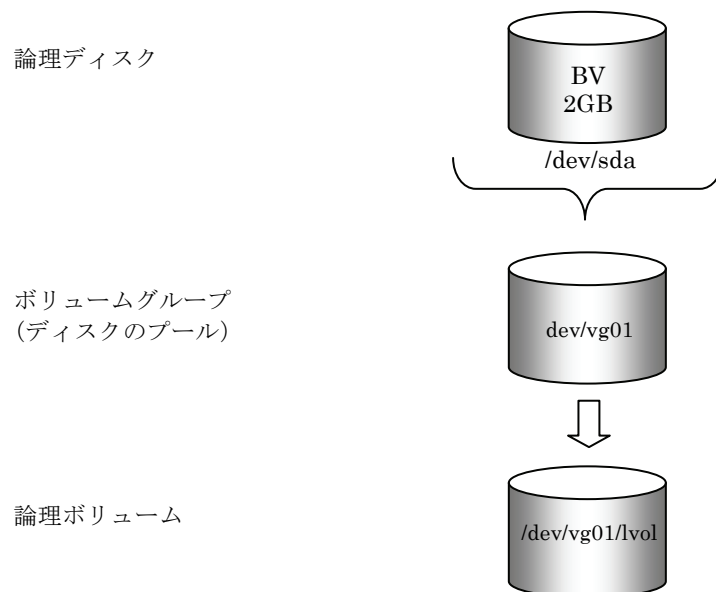 論理ディスク
BV
2GB
/dev/sda
ボリュームグループ
(ディスクのプール)
dev/vg01
論理ボリューム
/dev/vg01/lvol